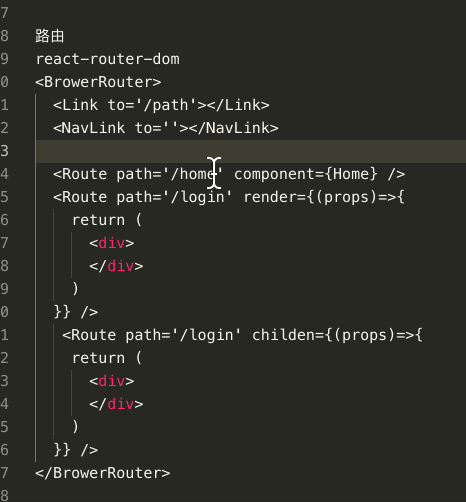 7
8 路由
9 react-router-dom
0 <BrowerRouter>
1   <Link to='/path'></Link>
2   <NavLink to=''></NavLink>
3
4   <Route path='/home' component={Home} />
5   <Route path='/login' render={(props)=>{
6     return (
7       <div>
8       </div>
9     )
0   }} />
1    <Route path='/login' childen={(props)=>{
2     return (
3       <div>
4       </div>
5     )
6   }} />
7 </BrowerRouter>
8